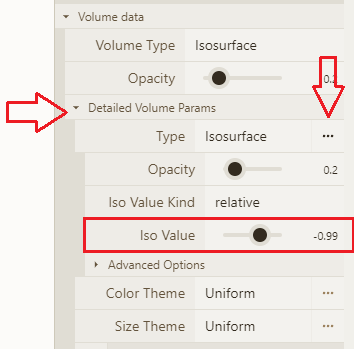 Volume data
Volume Type Isosurface
Opacity 0.2
Detailed Volume Params
Type Isosurface ...
Opacity 0.2
Iso Value Kind relative
Iso Value -0.99
Advanced Options
Color Theme Uniform ...
Size Theme Uniform ...